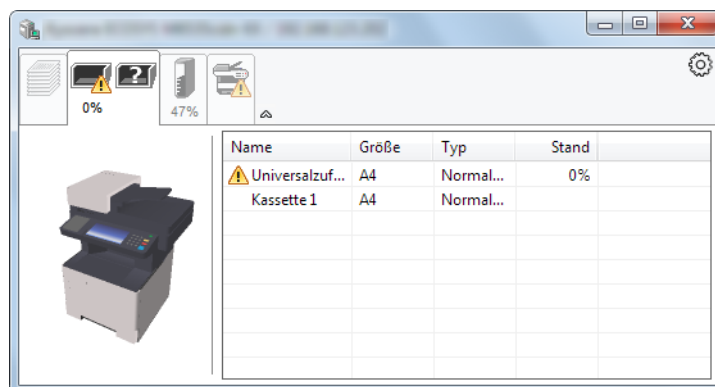 0%
47%
Name Größe Typ Stand
Universalzuf... A4 Normal... 0%
Kassette 1 A4 Normal...